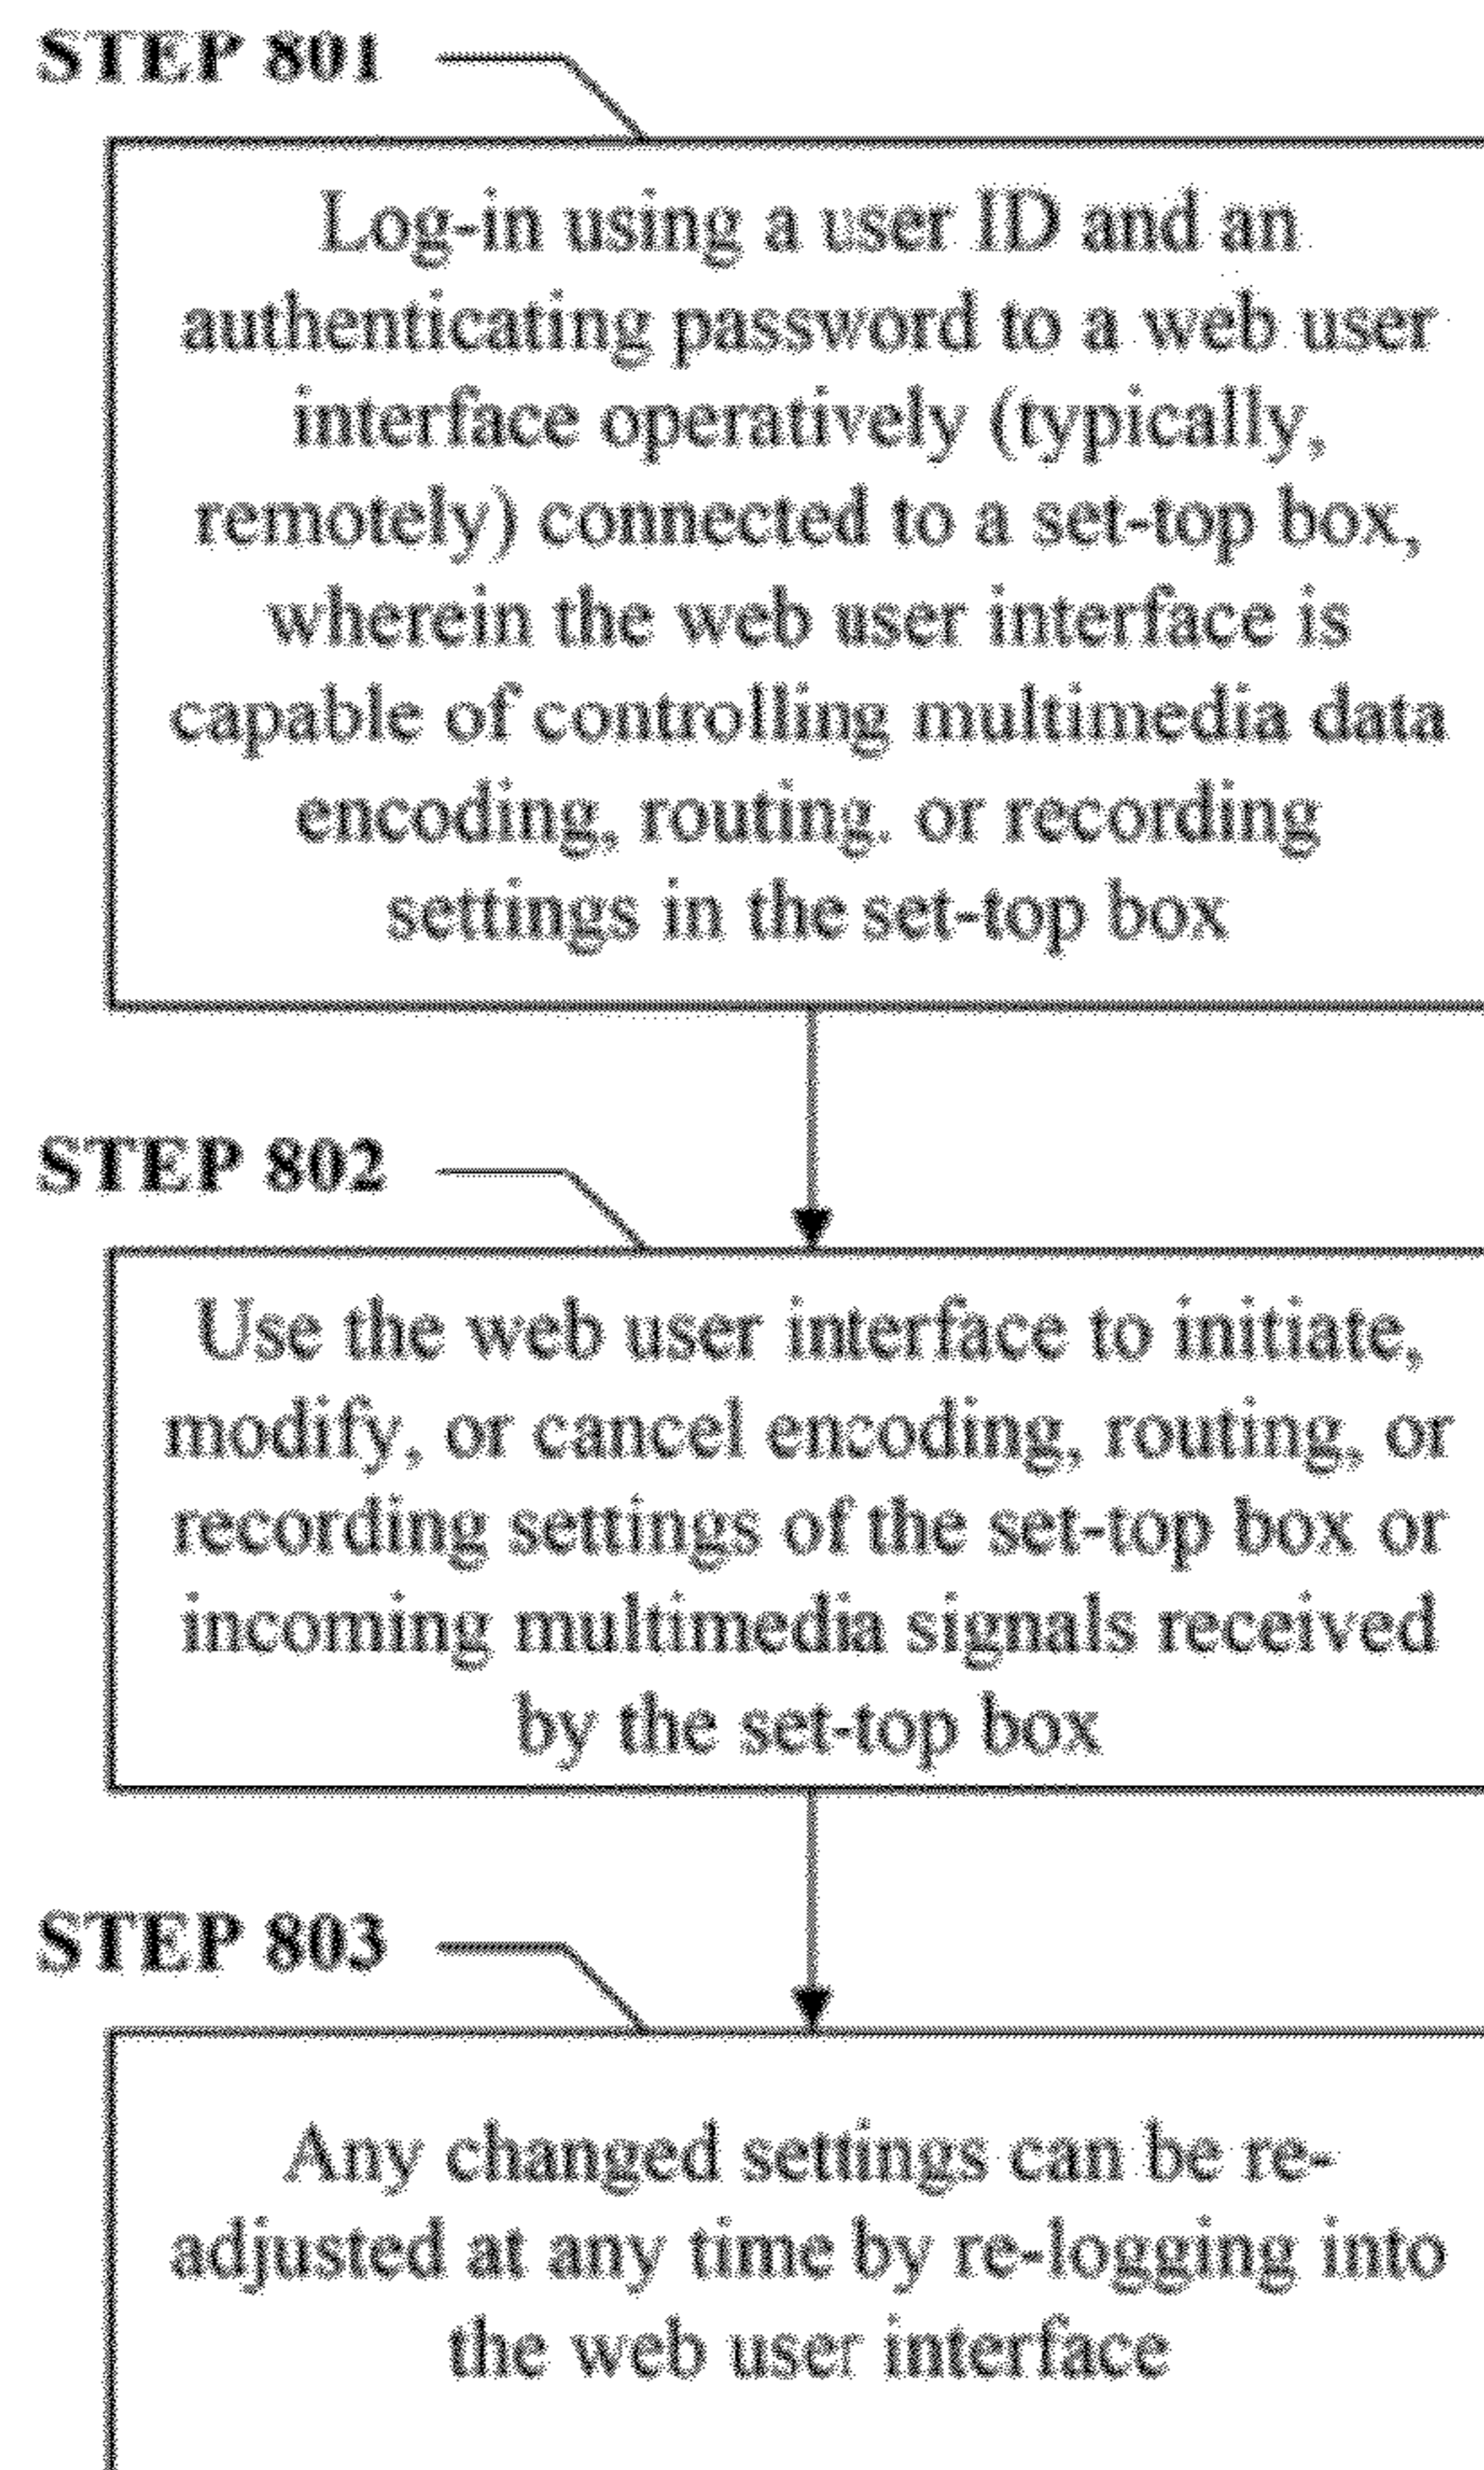 STEP 801
Log-in using a user ID and an
authenticating password to a web user
interface operatively (typically,
remotely) connected to a set-top box,
wherein the web user interface is
capable of controlling multimedia data
encoding, routing, or recording
settings in the set-top box
STEP 802
Use the web user interface to initiate,
modify, or cancel encoding, routing, or
recording settings of the set-top box or
incoming multimedia signals received
by the set-top box
STEP 803
Any changed settings can be re-
adjusted at any time by re-logging into
the web user interface